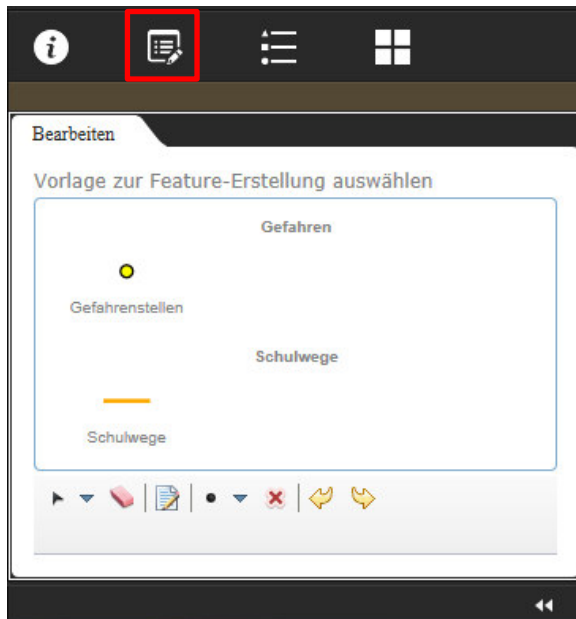 Bearbeiten
Vorlage zur Feature-Erstellung auswählen
Gefahren
Gefahrenstellen
Schulwege
Schulwege